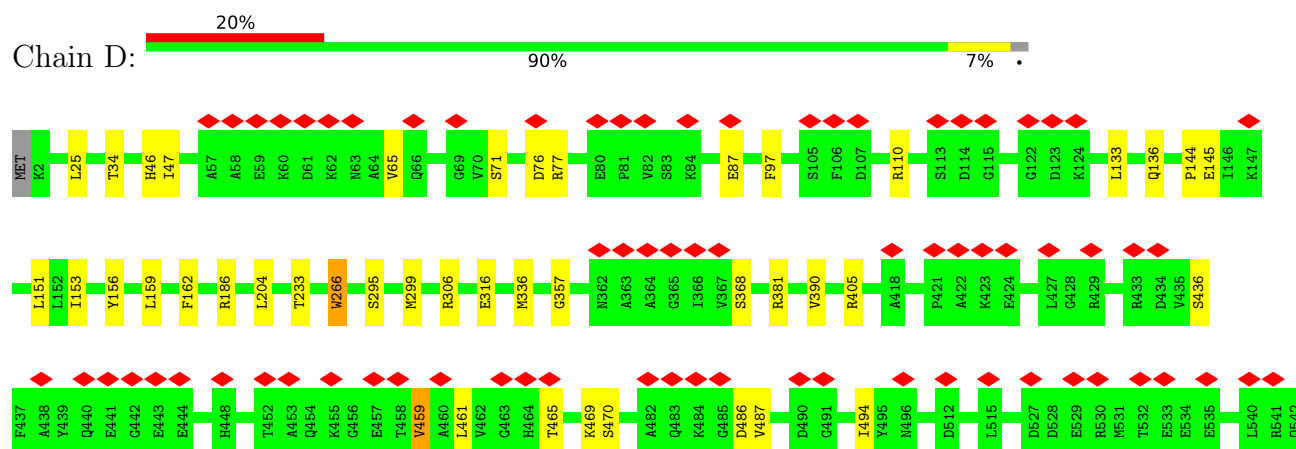 20%
Chain D:
90% 7% •
MET K2 L25 T34 H46 I47 A57 A58 E59 K60 D61 K62 N63 A64 V65 Q66 G69 V70 S71 D76 R77 E80 P81 V82 S83 K84 E87 F97 S105 F106 D107 R110 S113 D114 G115 G122 D123 K124 L133 Q136 P144 E145 I146 K147
L151 L152 I153 Y156 L159 F162 R186 L204 T233 W266 S295 M299 R306 E316 M336 G357 N362 A363 A364 G365 I366 V367 S368 R381 V390 R405 A418 P421 A422 K423 E424 L427 G428 R429 R433 D434 V435 S436
F437 A438 Y439 Q440 E441 G442 E443 E444 H448 T452 A453 Q454 K455 G456 E457 T458 V459 A460 L461 V462 G463 H464 T465 K469 S470 A482 Q483 K484 G485 D486 V487 D490 G491 I494 Y495 N496 D512 L515 D527 D528 E529 R530 M531 T532 E533 E534 E535 L540 R541 Q542